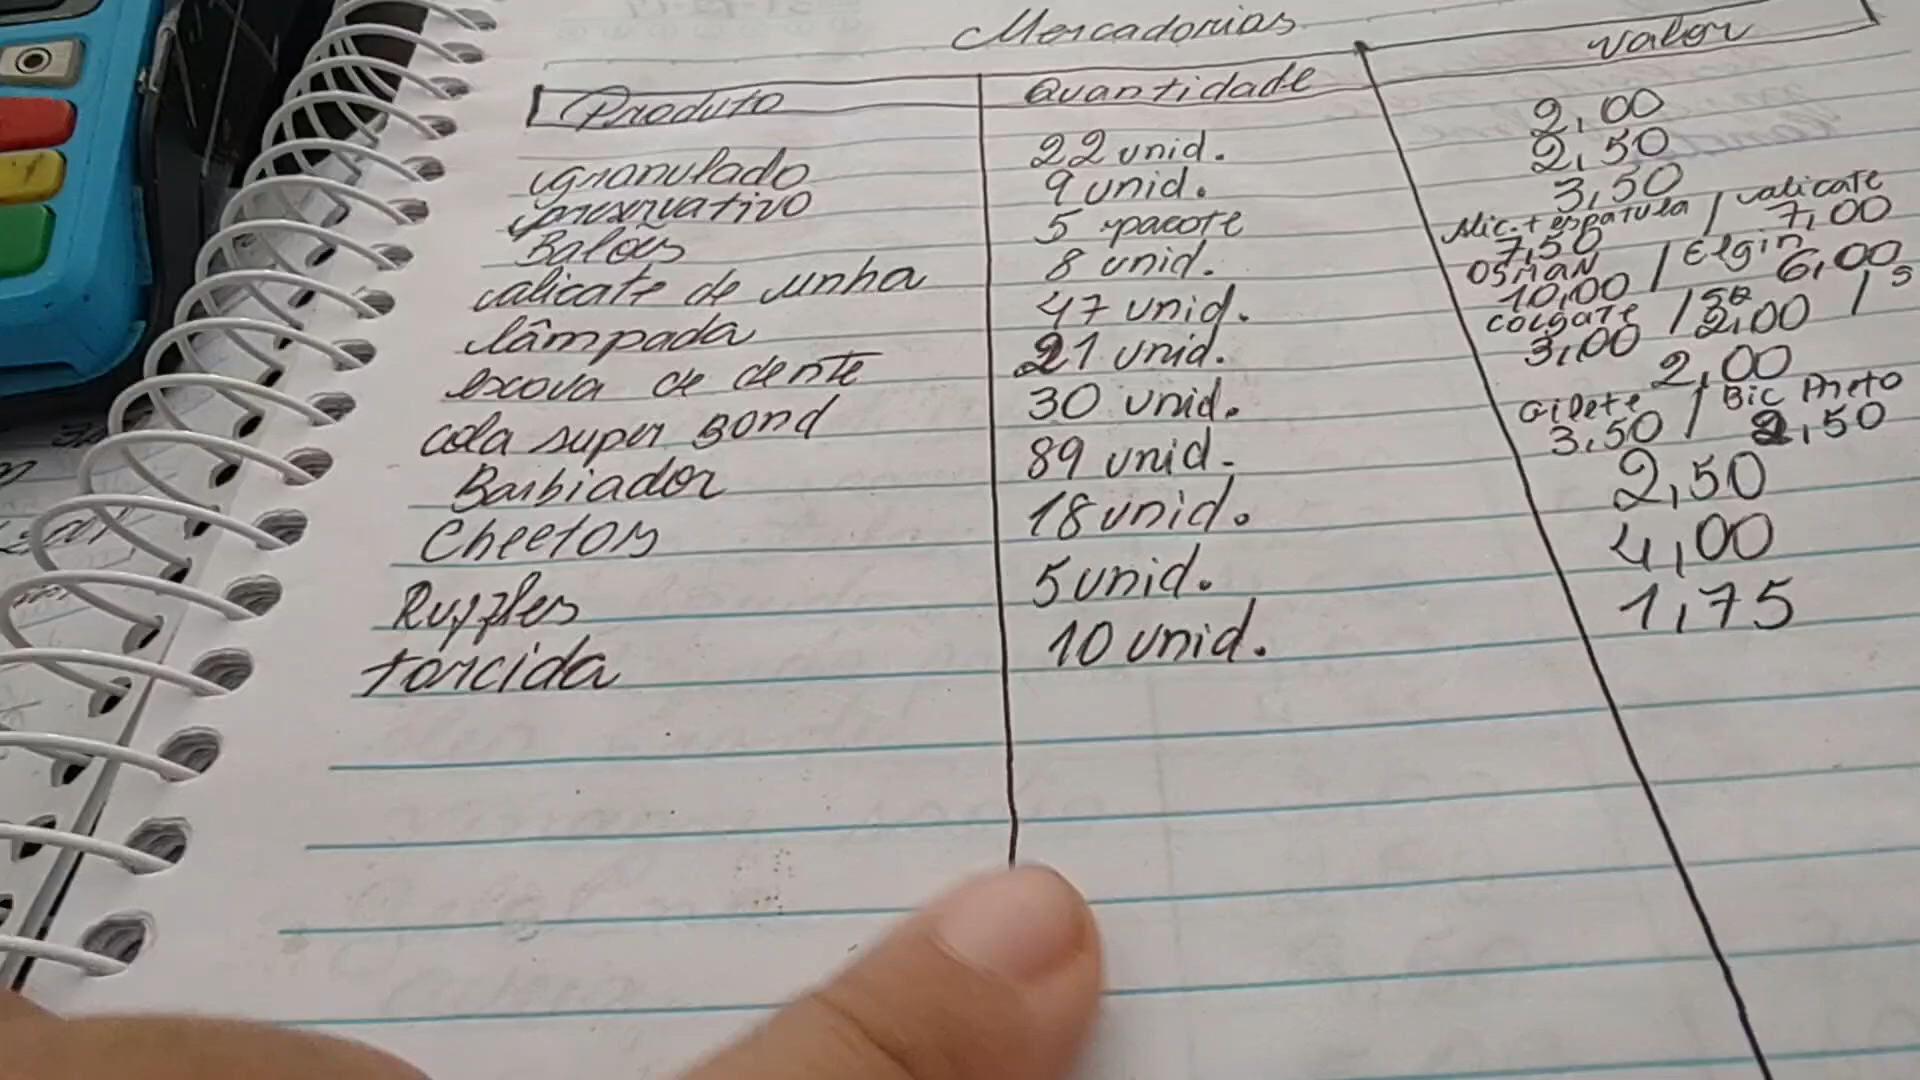 Mercadorias
Produto Quantidade Valor
granulado 22 unid. 2,00
preservativo 9 unid. 2,50
Balões 5 pacote 3,50
alicate de unha 8 unid. Alic. + espatula 7,50 / alicate 7,00
lâmpada 47 unid. OSMAN 10,00 / Elgin 6,00
escova de dente 21 unid. COLGATE 3,00 / 2,00 /
cola super Bond 30 unid. 2,00
Barbiador 89 unid. Gilete 3,50 / Bic Preto 2,50
Cheetos 18 unid. 2,50
Ruffles 5 unid. 4,00
torcida 10 unid. 1,75